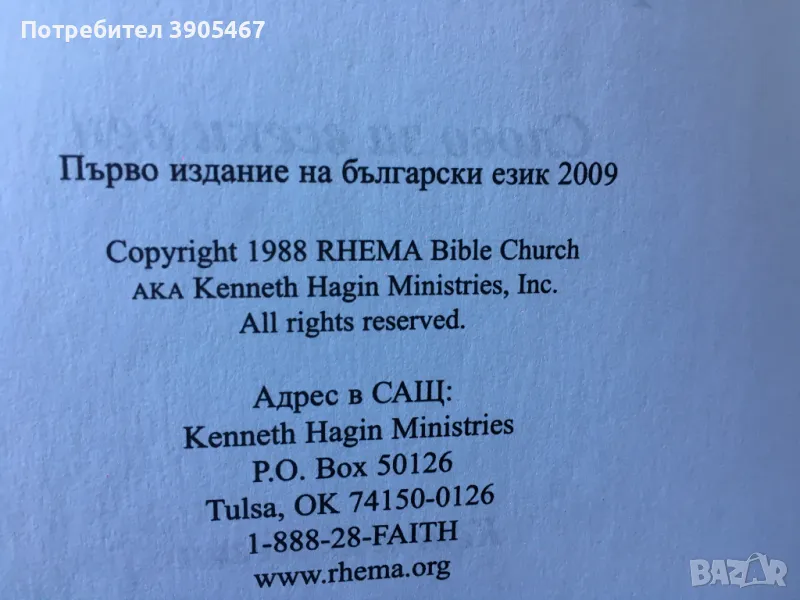 Потребител 3905467
Първо издание на български език 2009
Copyright 1988 RHEMA Bible Church
AKA Kenneth Hagin Ministries, Inc.
All rights reserved.
Адрес в САЩ:
Kenneth Hagin Ministries
P.O. Box 50126
Tulsa, OK 74150-0126
1-888-28-FAITH
www.rhema.org
BAZAR